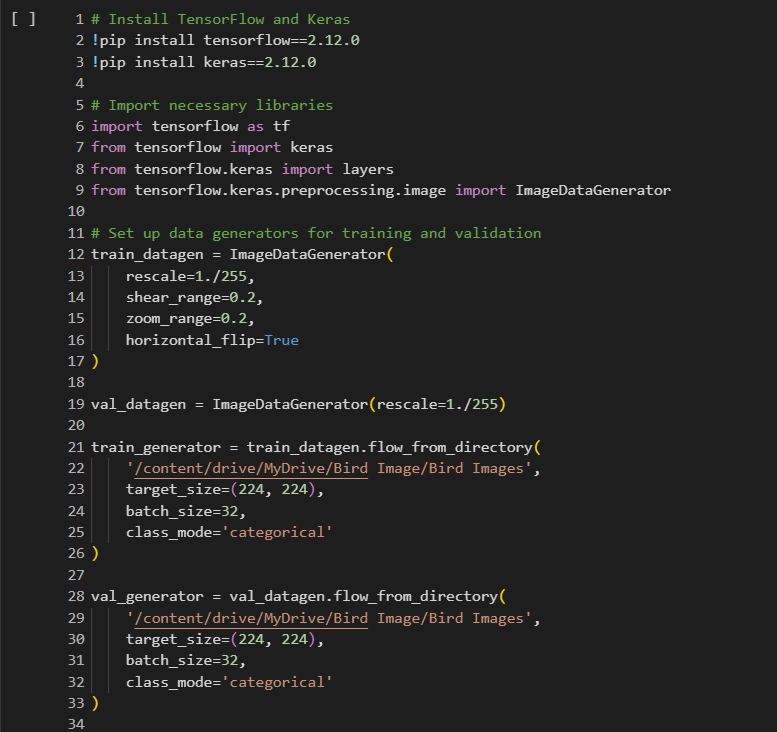 [ ] 1 # Install TensorFlow and Keras
2 !pip install tensorflow==2.12.0
3 !pip install keras==2.12.0
4
5 # Import necessary libraries
6 import tensorflow as tf
7 from tensorflow import keras
8 from tensorflow.keras import layers
9 from tensorflow.keras.preprocessing.image import ImageDataGenerator
10
11 # Set up data generators for training and validation
12 train_datagen = ImageDataGenerator(
13     rescale=1./255,
14     shear_range=0.2,
15     zoom_range=0.2,
16     horizontal_flip=True
17 )
18
19 val_datagen = ImageDataGenerator(rescale=1./255)
20
21 train_generator = train_datagen.flow_from_directory(
22     '/content/drive/MyDrive/Bird Image/Bird Images',
23     target_size=(224, 224),
24     batch_size=32,
25     class_mode='categorical'
26 )
27
28 val_generator = val_datagen.flow_from_directory(
29     '/content/drive/MyDrive/Bird Image/Bird Images',
30     target_size=(224, 224),
31     batch_size=32,
32     class_mode='categorical'
33 )
34